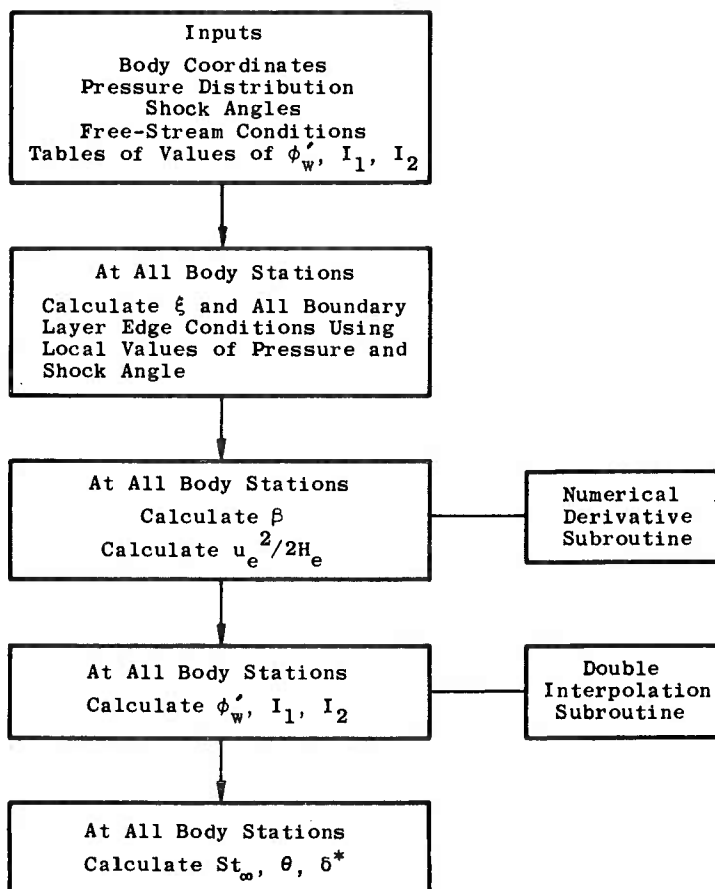 Inputs
Body Coordinates
Pressure Distribution
Shock Angles
Free-Stream Conditions
Tables of Values of ϕ'w, I1, I2
At All Body Stations
Calculate ξ and All Boundary
Layer Edge Conditions Using
Local Values of Pressure and
Shock Angle
At All Body Stations
Calculate β
Calculate ue²/2He
Numerical
Derivative
Subroutine
At All Body Stations
Calculate ϕ'w, I1, I2
Double
Interpolation
Subroutine
At All Body Stations
Calculate St∞, θ, δ*